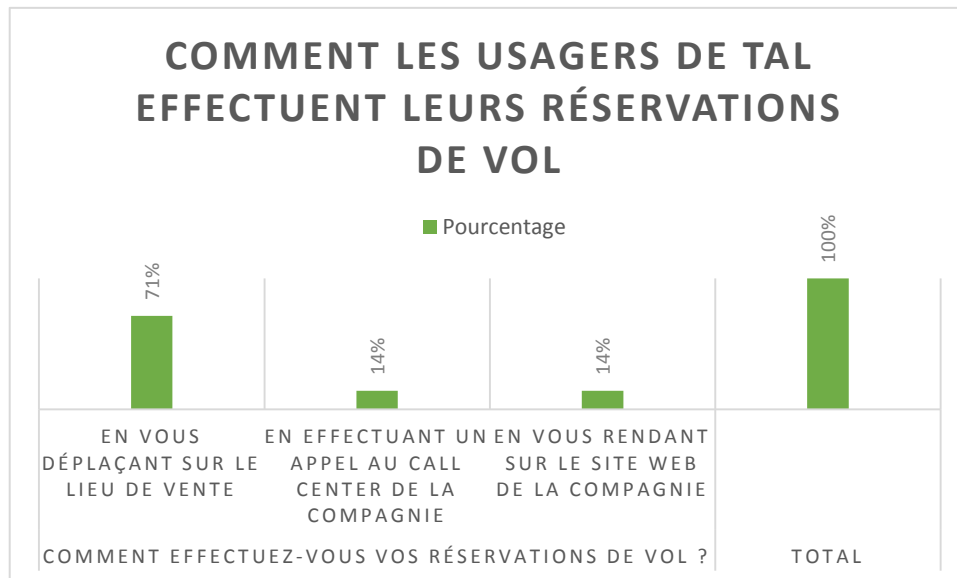 COMMENT LES USAGERS DE TAL
EFFECTUENT LEURS RÉSERVATIONS
DE VOL
Pourcentage
71%
14%
14%
100%
EN VOUS
DÉPLAÇANT SUR LE
LIEU DE VENTE
EN EFFECTUANT UN
APPEL AU CALL
CENTER DE LA
COMPAGNIE
EN VOUS RENDANT
SUR LE SITE WEB
DE LA COMPAGNIE
COMMENT EFFECTUEZ-VOUS VOS RÉSERVATIONS DE VOL ?
TOTAL